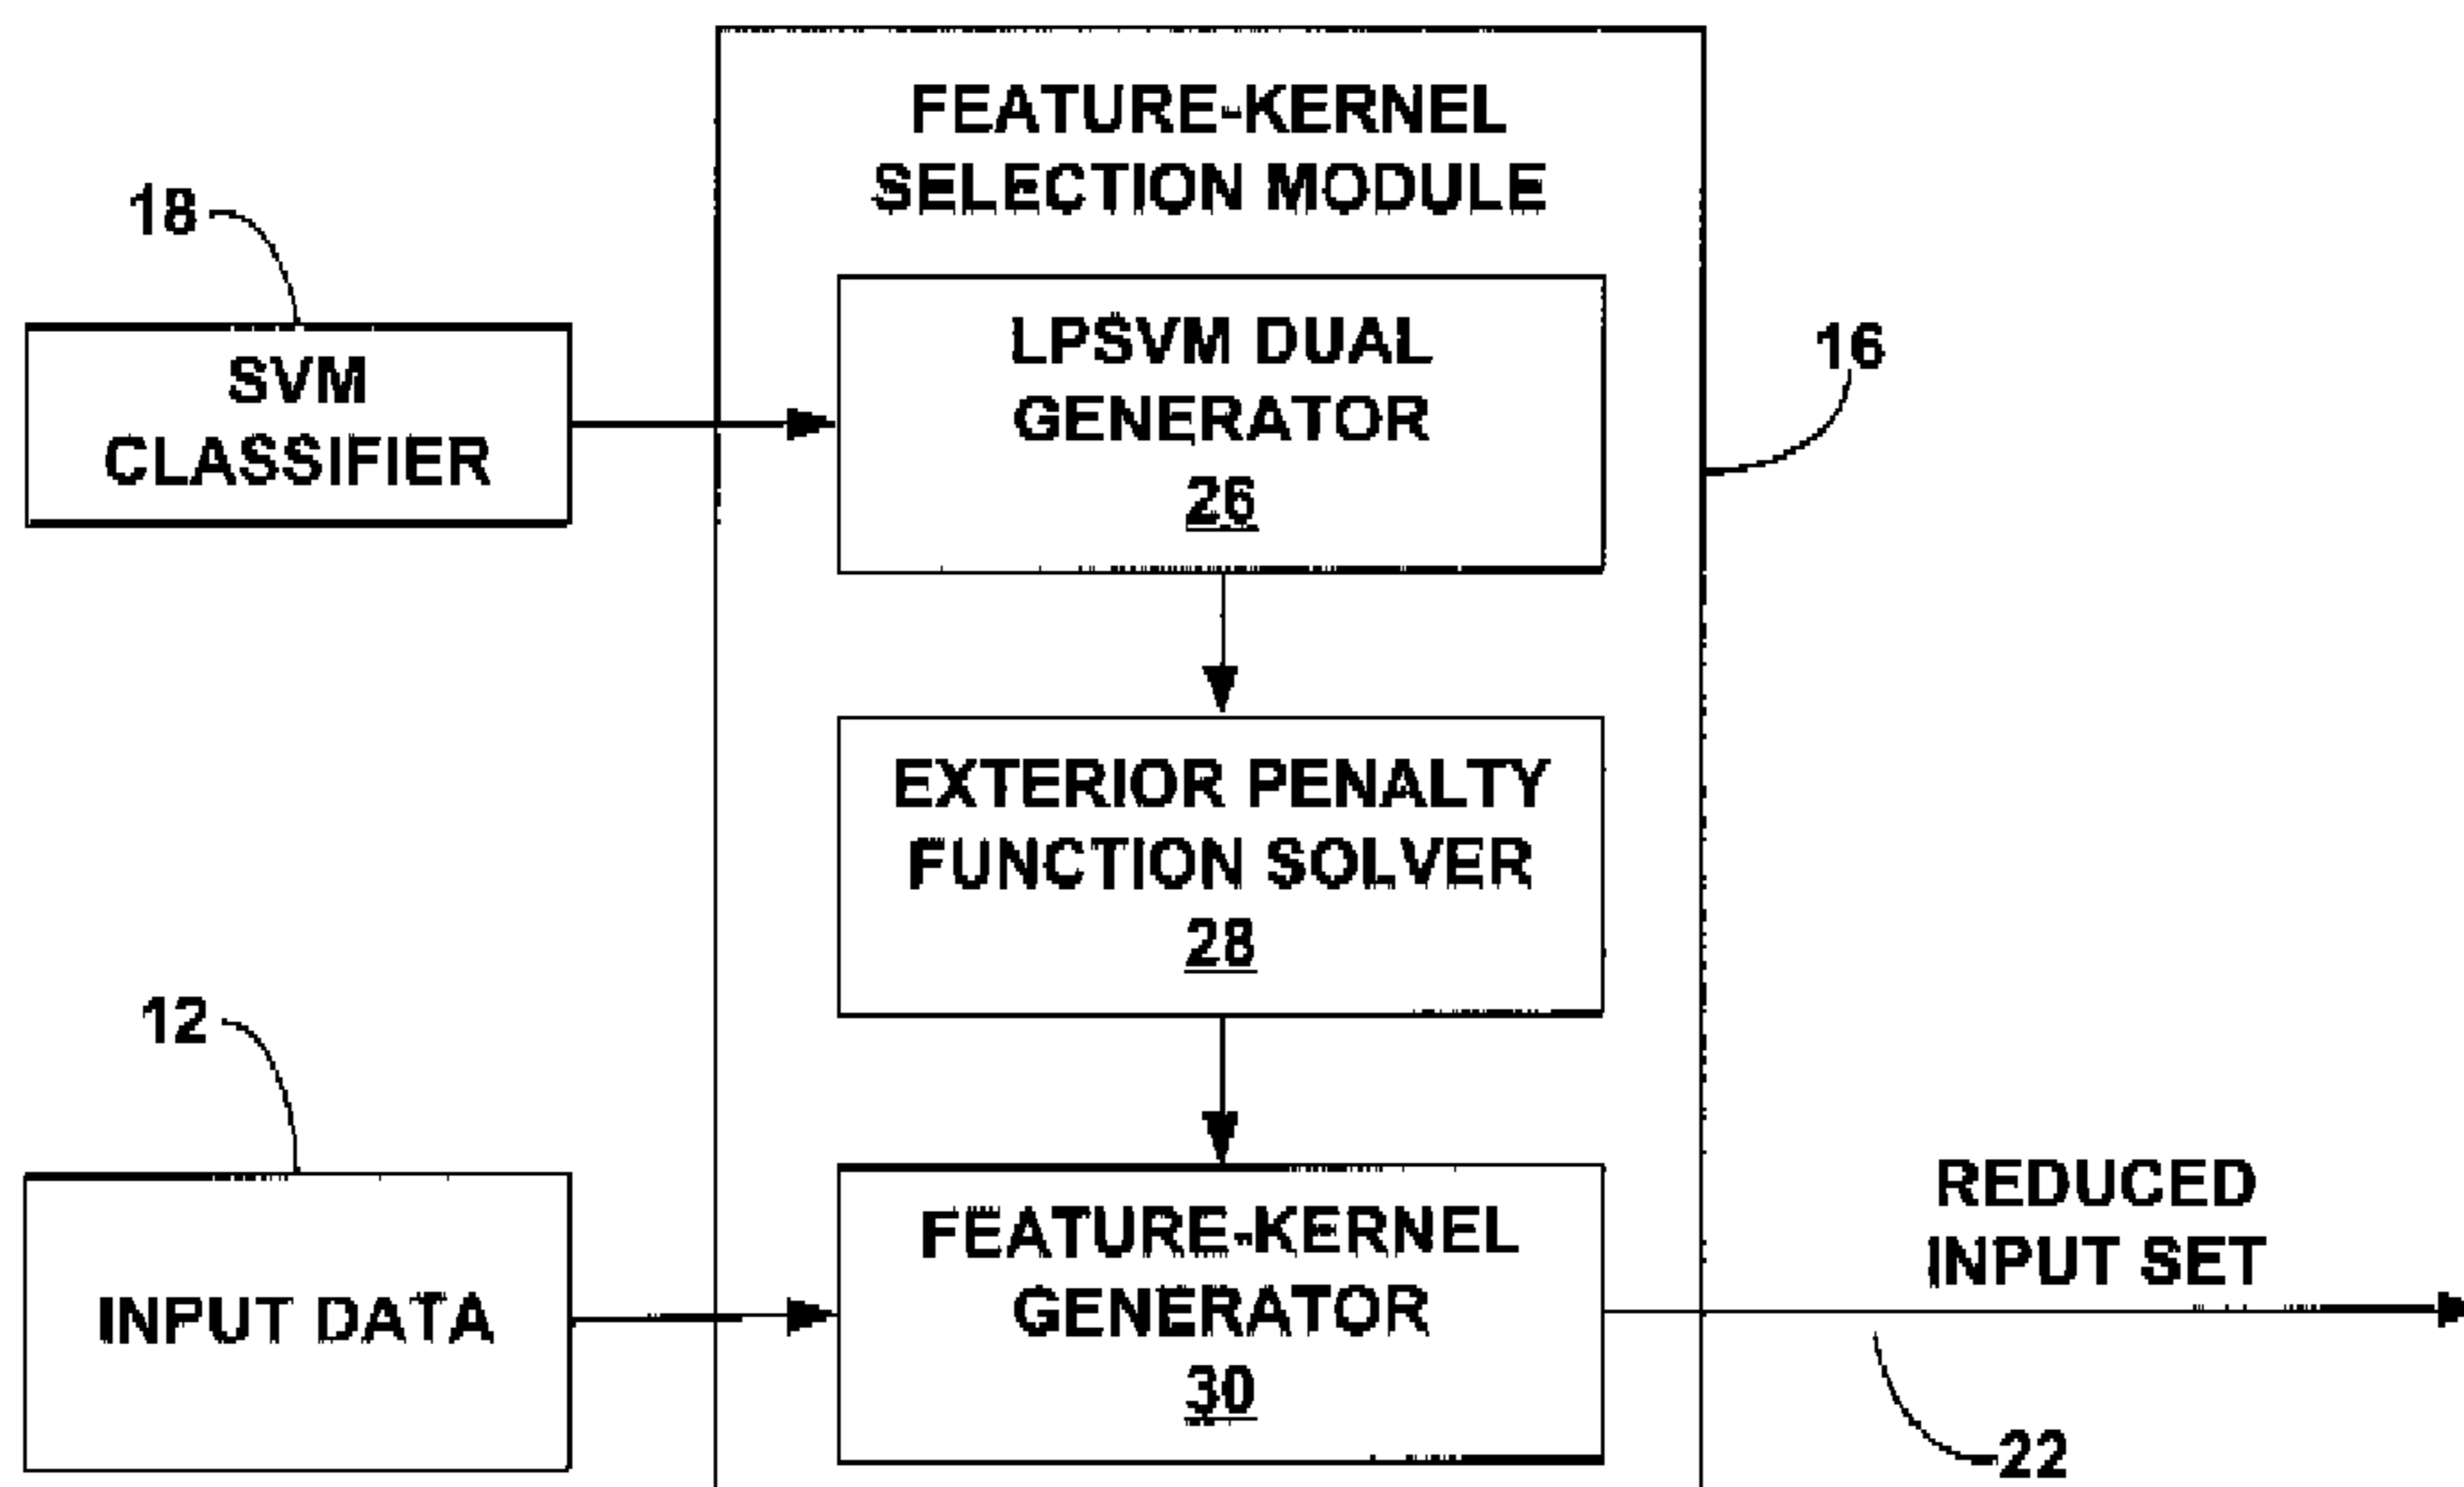 FEATURE-KERNEL
SELECTION MODULE
18
SVM
CLASSIFIER
LPSVM DUAL
GENERATOR
26
16
EXTERIOR PENALTY
FUNCTION SOLVER
28
12
INPUT DATA
FEATURE-KERNEL
GENERATOR
30
REDUCED
INPUT SET
22